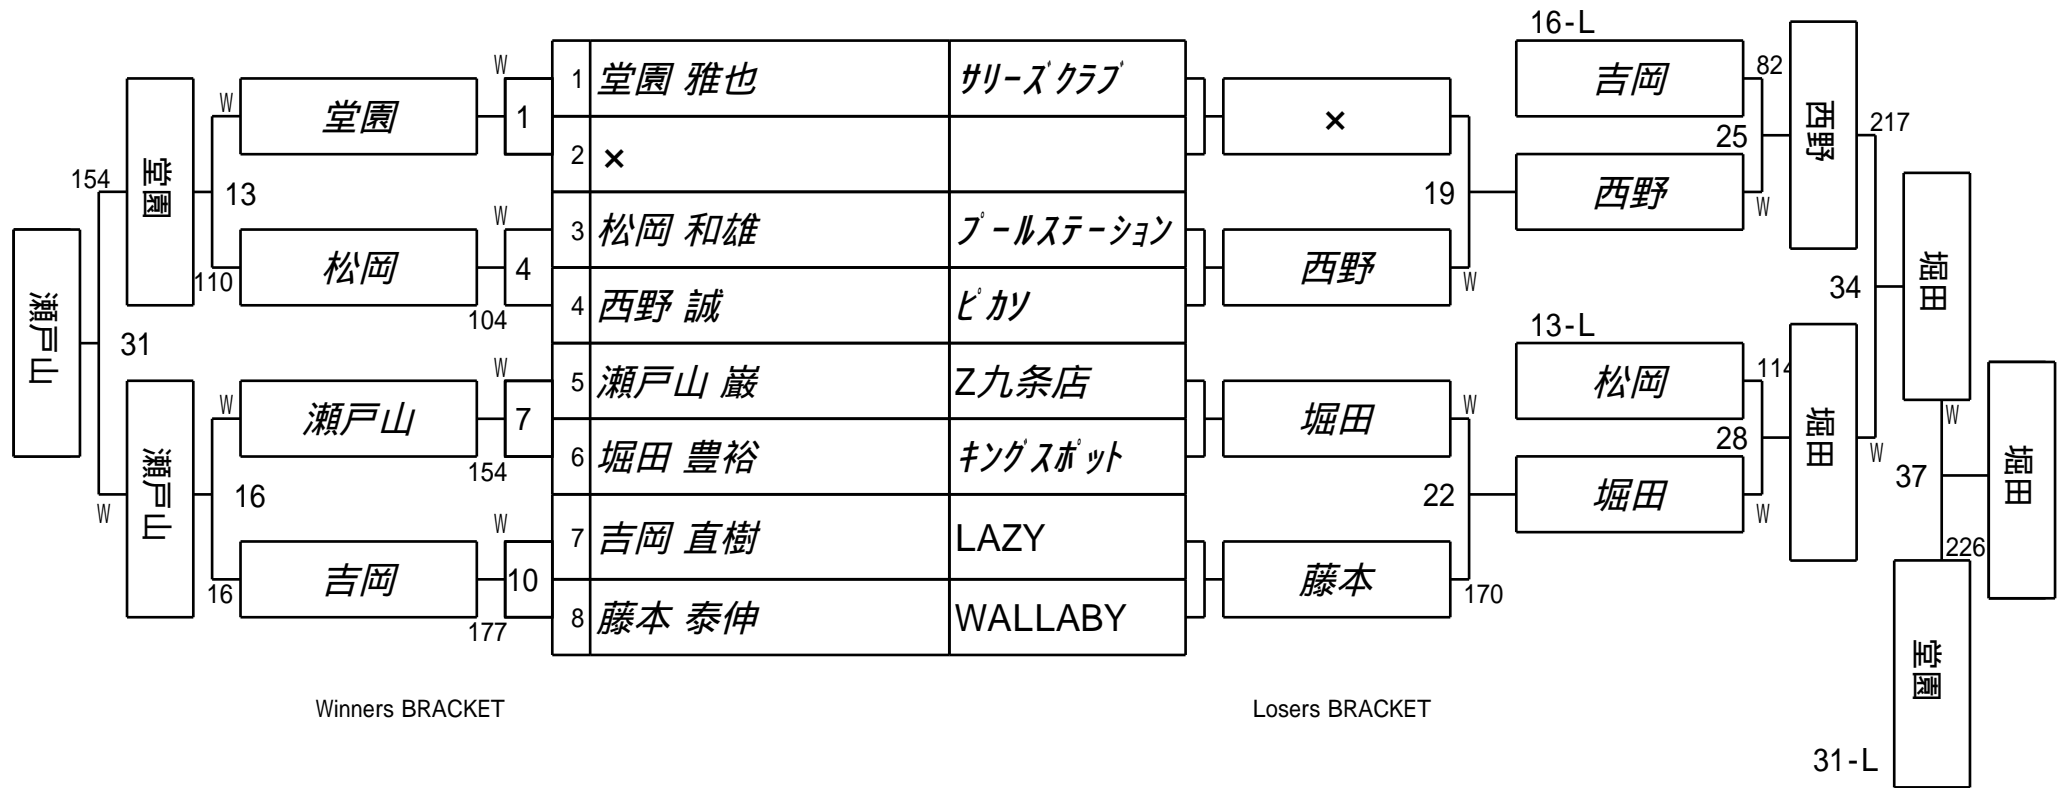 16-L
W
1 堂園 雅也 サリーズクラブ
吉岡
82
W
堂園
1
×
西野
217
2 ×
25
154
堂園
13
W
3 松岡 和雄 プールステーション
19
西野
W
110
松岡
4
西野
W
堀田
瀬戸山
104
4 西野 誠 ピカソ
34
31
13-L
W
5 瀬戸山 巌 Z九条店
松岡
114
W
瀬戸山
7
堀田
W
堀田
W
28
W
154
6 堀田 豊裕 キングスポット
37
堀田
瀬戸山
16
22
堀田
W
W
W
7 吉岡 直樹 LAZY
16
吉岡
10
藤本
226
177
8 藤本 泰伸 WALLABY
170
堂園
Winners BRACKET
Losers BRACKET
31-L